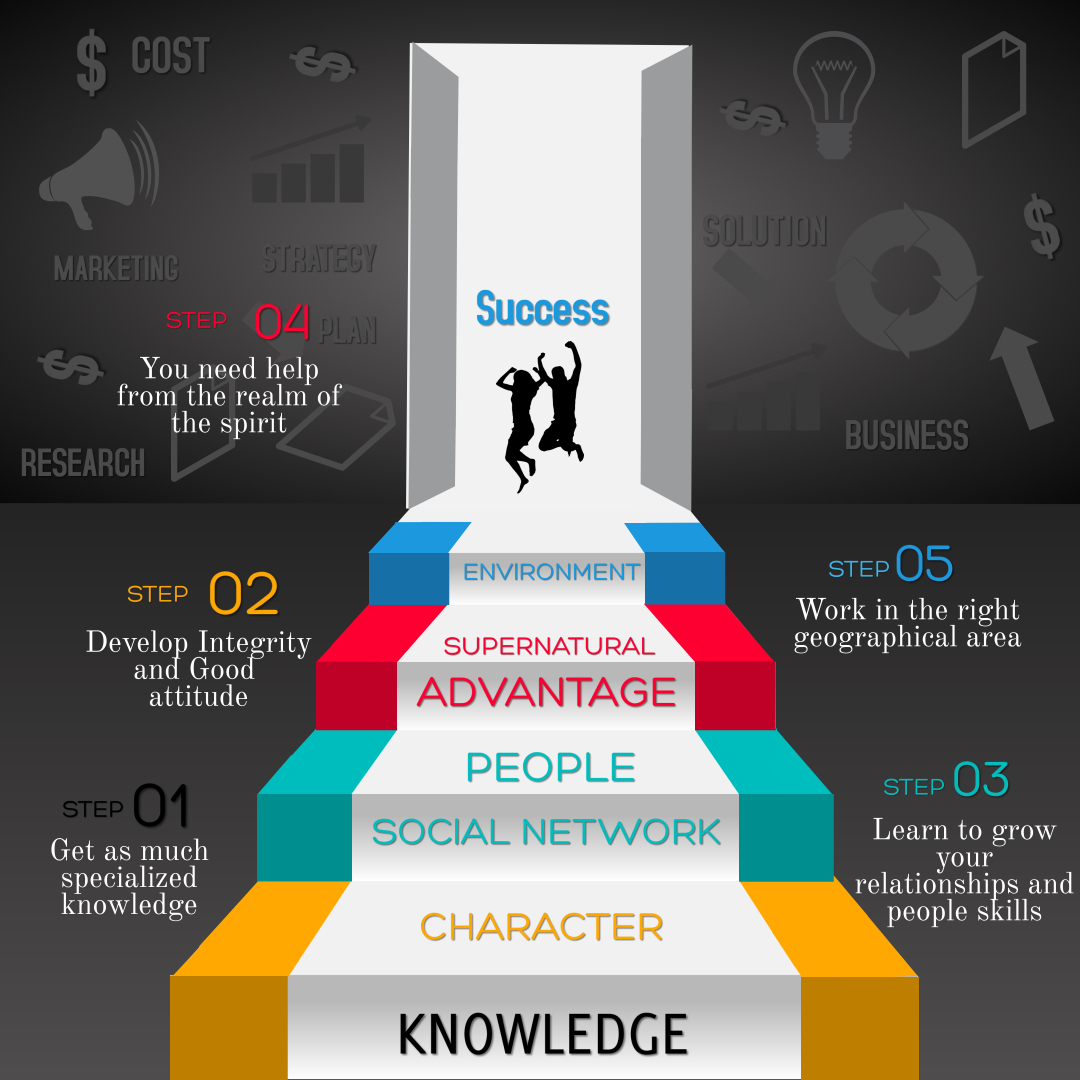 COST
MARKETING
STRATEGY
SOLUTION
PLAN
RESEARCH
BUSINESS
Success
STEP 04
You need help
from the realm of
the spirit
STEP 05
Work in the right
geographical area
ENVIRONMENT
STEP 02
Develop Integrity
and Good
attitude
SUPERNATURAL
ADVANTAGE
STEP 03
Learn to grow
your
relationships and
people skills
PEOPLE
SOCIAL NETWORK
STEP 01
Get as much
specialized
knowledge
CHARACTER
KNOWLEDGE